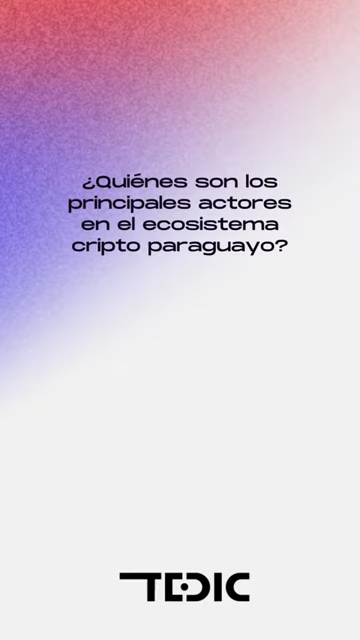 ¿Quiénes son los
principales actores
en el ecosistema
cripto paraguayo?
TEDIC